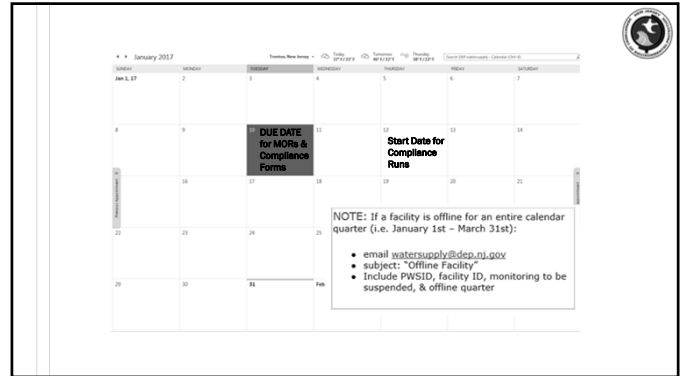 January 2017
Trenton, New Jersey
Today
Tomorrow
Thursday
SUNDAY MONDAY TUESDAY WEDNESDAY THURSDAY FRIDAY SATURDAY
Jan 1, 17 2 3 4 5 6 7
8 9 10 11 12 13 14
DUE DATE
for MORs &
Compliance
Forms
Start Date for
Compliance
Runs
16 17 18 19 20 21
22 23 24 25
29 30 31 Feb
NOTE: If a facility is offline for an entire calendar
quarter (i.e. January 1st – March 31st):
• email watersupply@dep.nj.gov
• subject: "Offline Facility"
• Include PWSID, facility ID, monitoring to be
suspended, & offline quarter